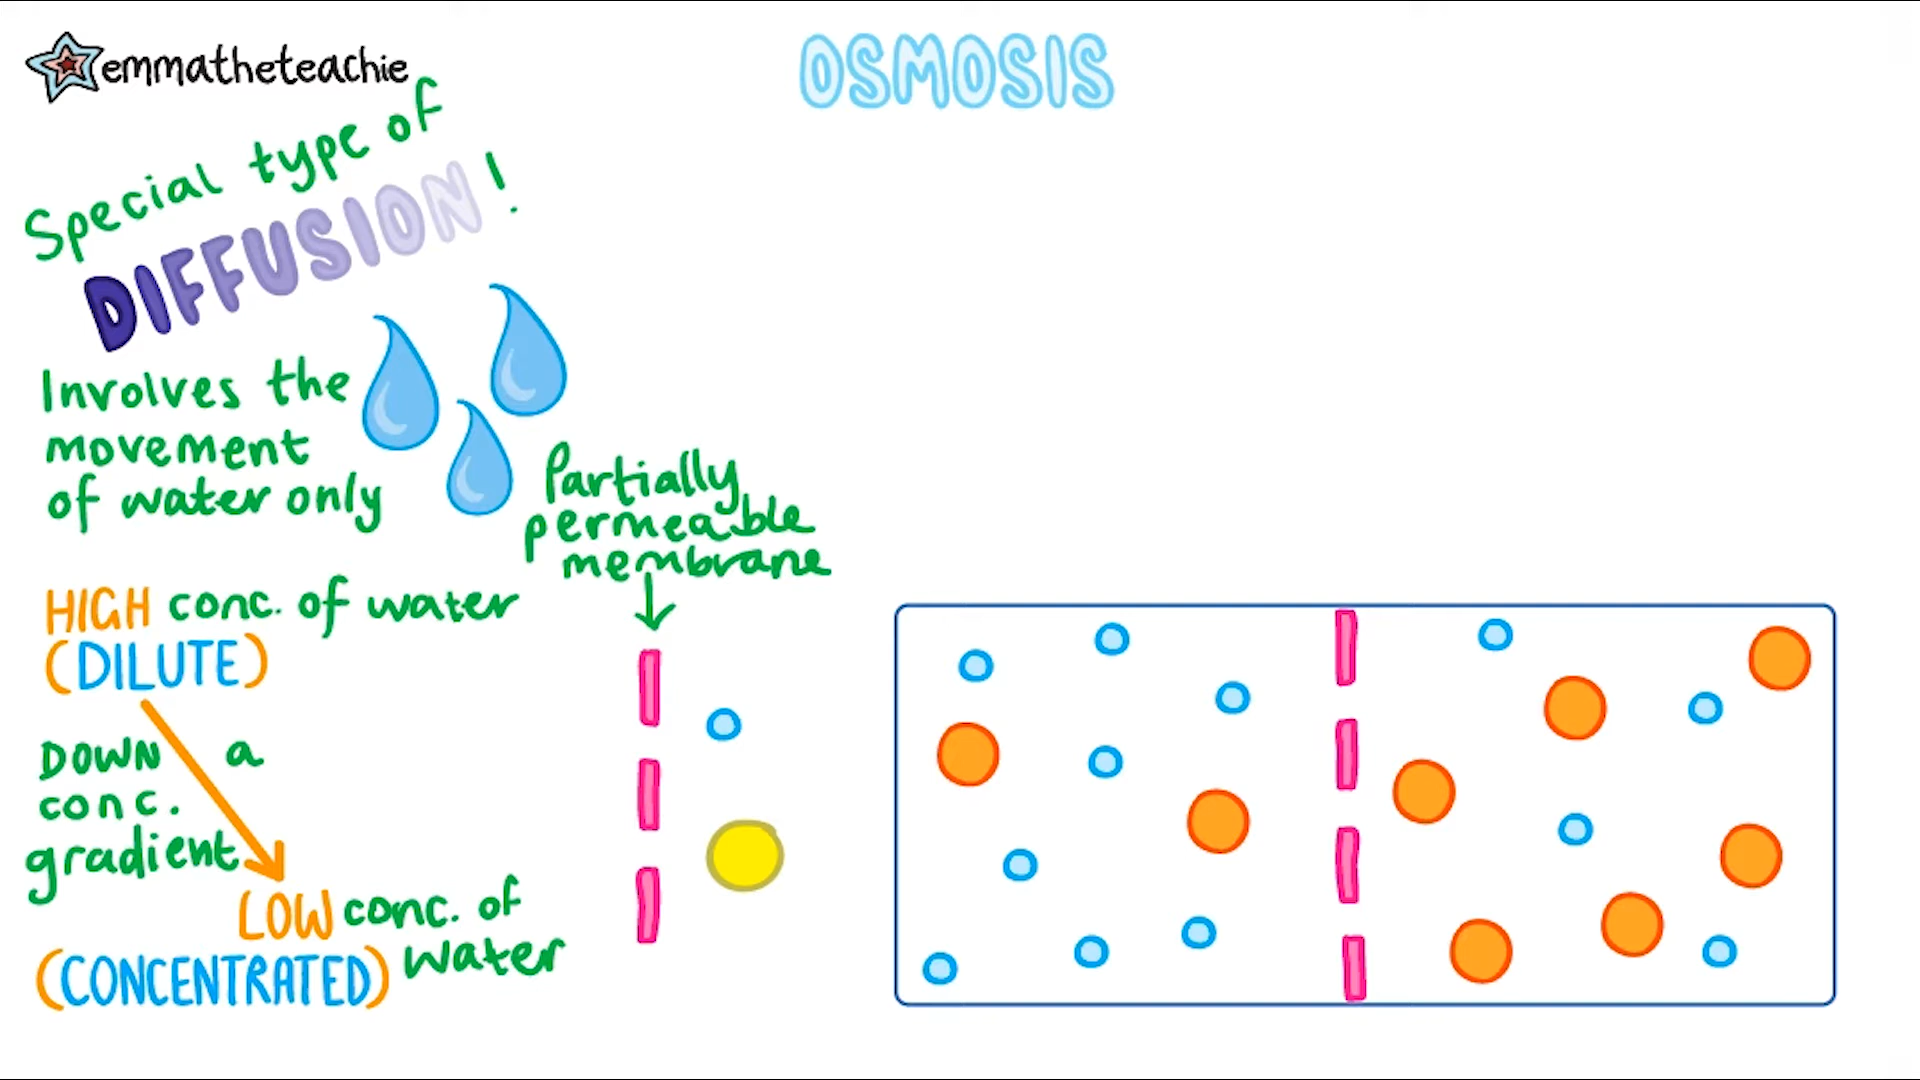 emmatheteachie
OSMOSIS
Special type of
DIFFUSION!
Involves the
movement
of water only
Partially
permeable
membrane
HIGH conc. of water
(DILUTE)
DOWN a
conc.
gradient
LOW conc. of
water
(CONCENTRATED)